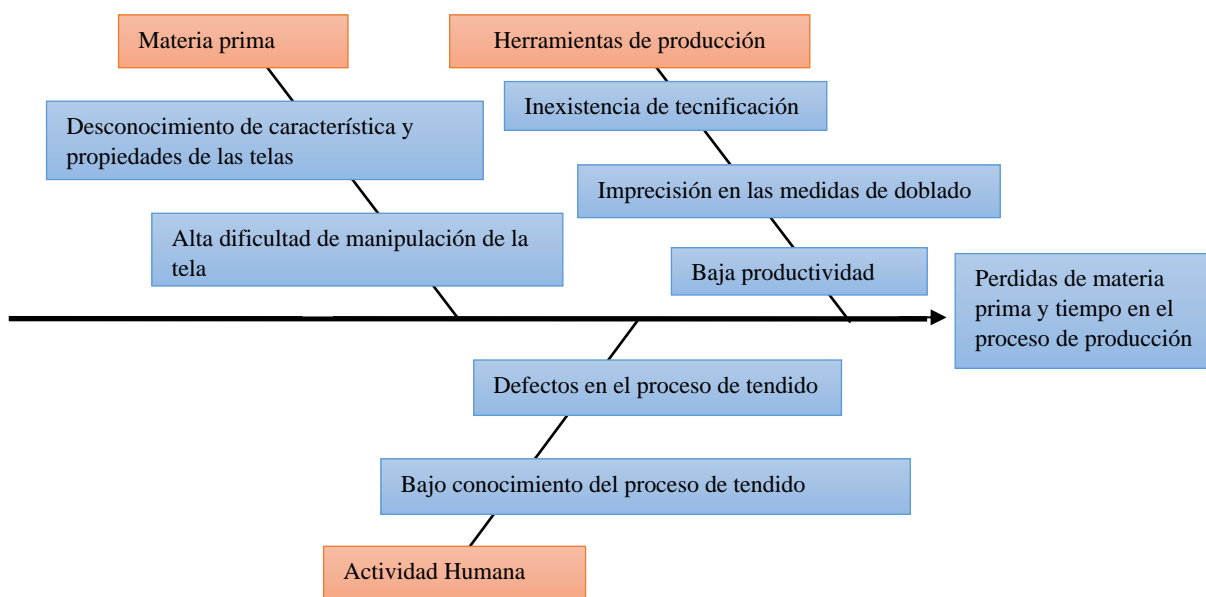 Materia prima
Herramientas de producción
Inexistencia de tecnificación
Desconocimiento de característica y
propiedades de las telas
Imprecisión en las medidas de doblado
Alta dificultad de manipulación de la
tela
Baja productividad
Perdidas de materia
prima y tiempo en el
proceso de producción
Defectos en el proceso de tendido
Bajo conocimiento del proceso de tendido
Actividad Humana